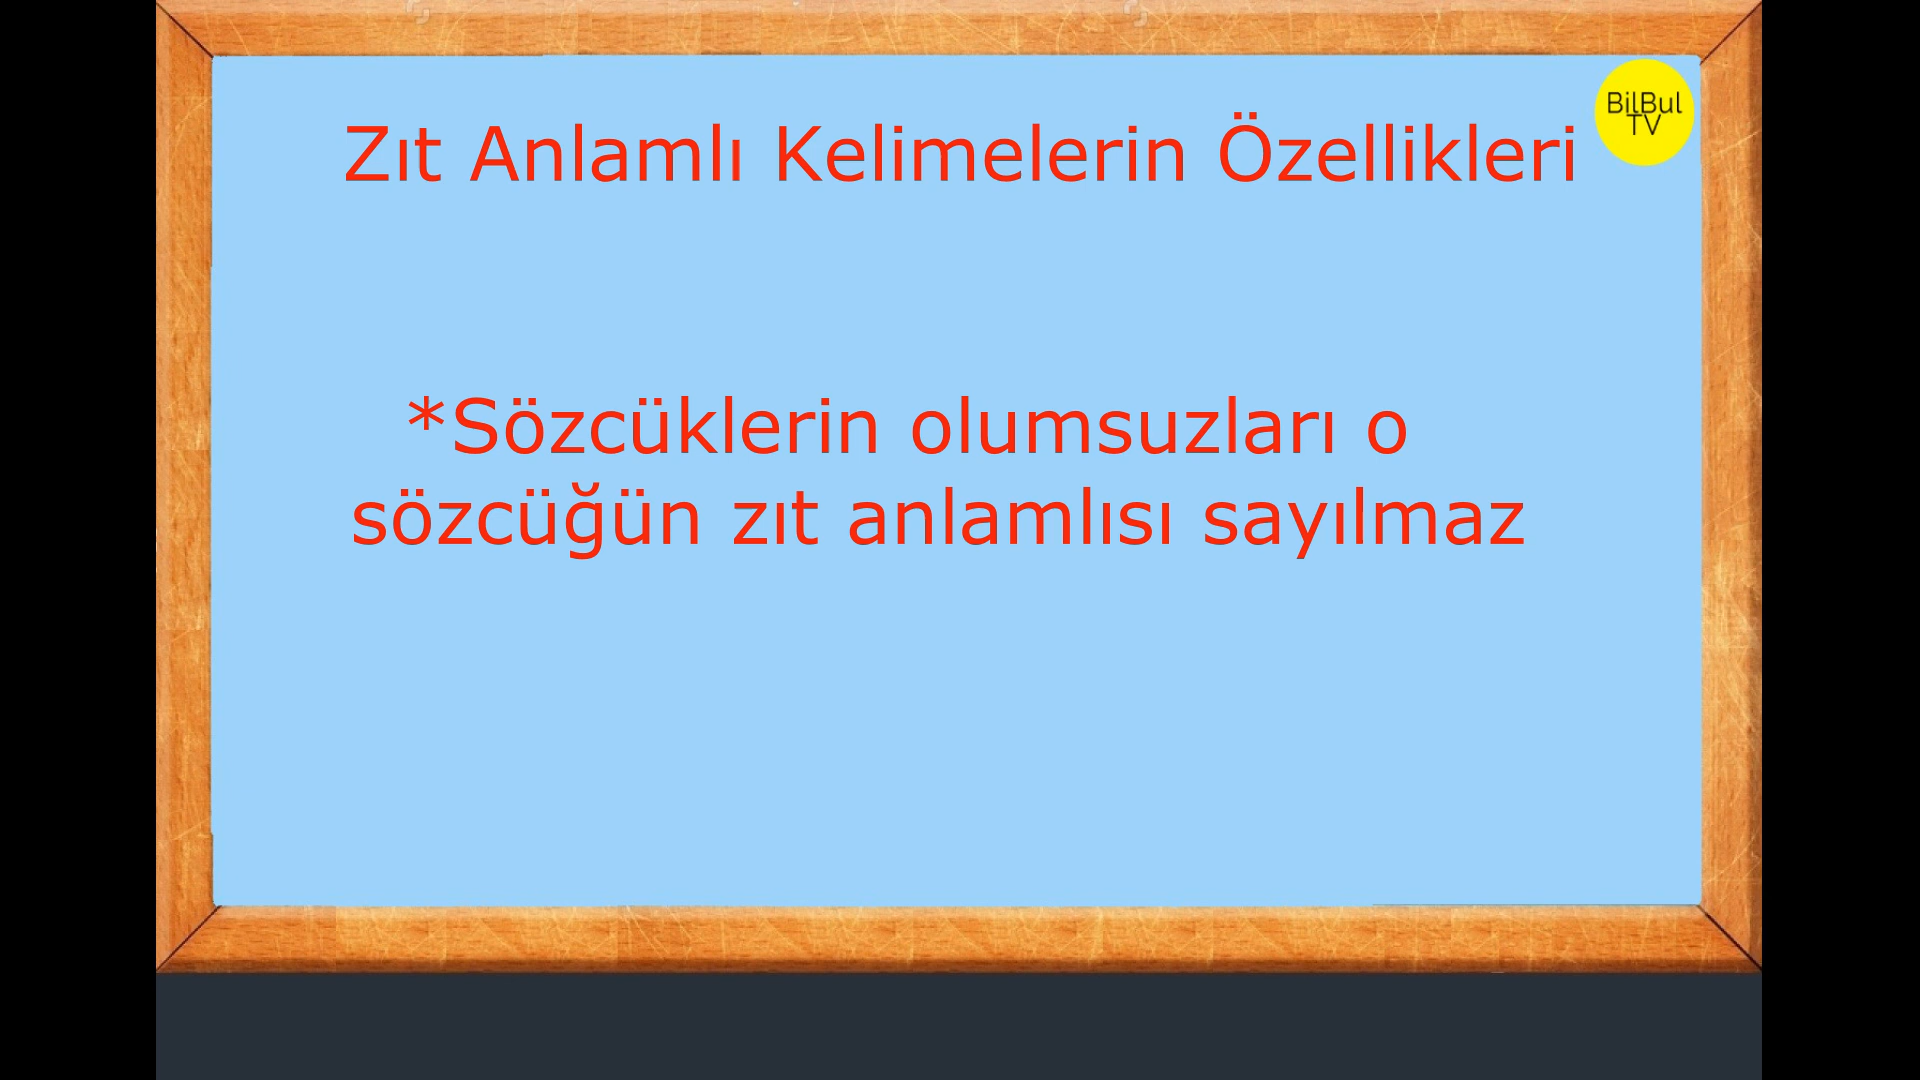 Zıt Anlamlı Kelimelerin Özellikleri
BilBul
TV
*Sözcüklerin olumsuzları o
sözcüğün zıt anlamlısı sayılmaz